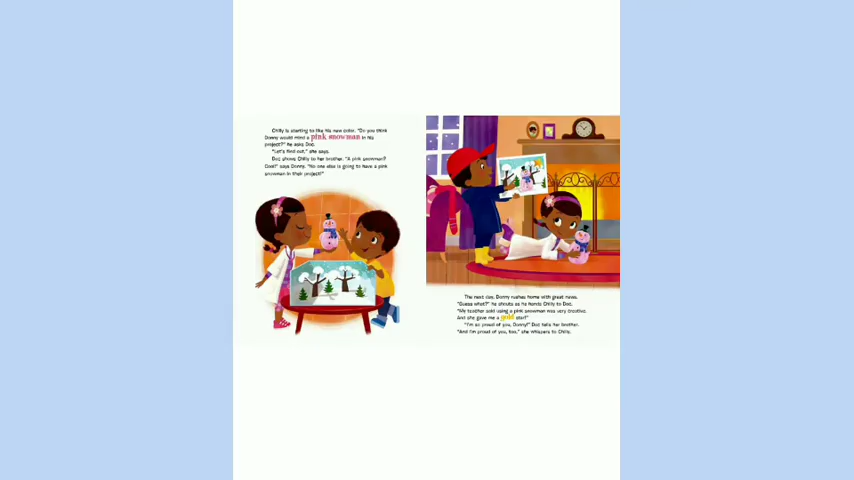 Chilly is starting to like his new color. "Do you think
Donny would mind a pink snowman in his
project?" he asks Doc.
"Let's find out," she says.
Doc shows Chilly to her brother. "A pink snowman?
Cool!" says Donny. "No one else is going to have a pink
snowman in their project!"
The next day, Donny rushes home with great news.
"Guess what?" he shouts as he hands Chilly to Doc.
"My teacher said using a pink snowman was very creative.
And she gave me a gold star!"
"I'm so proud of you, Donny!" Doc tells her brother.
"And I'm proud of you, too," she whispers to Chilly.